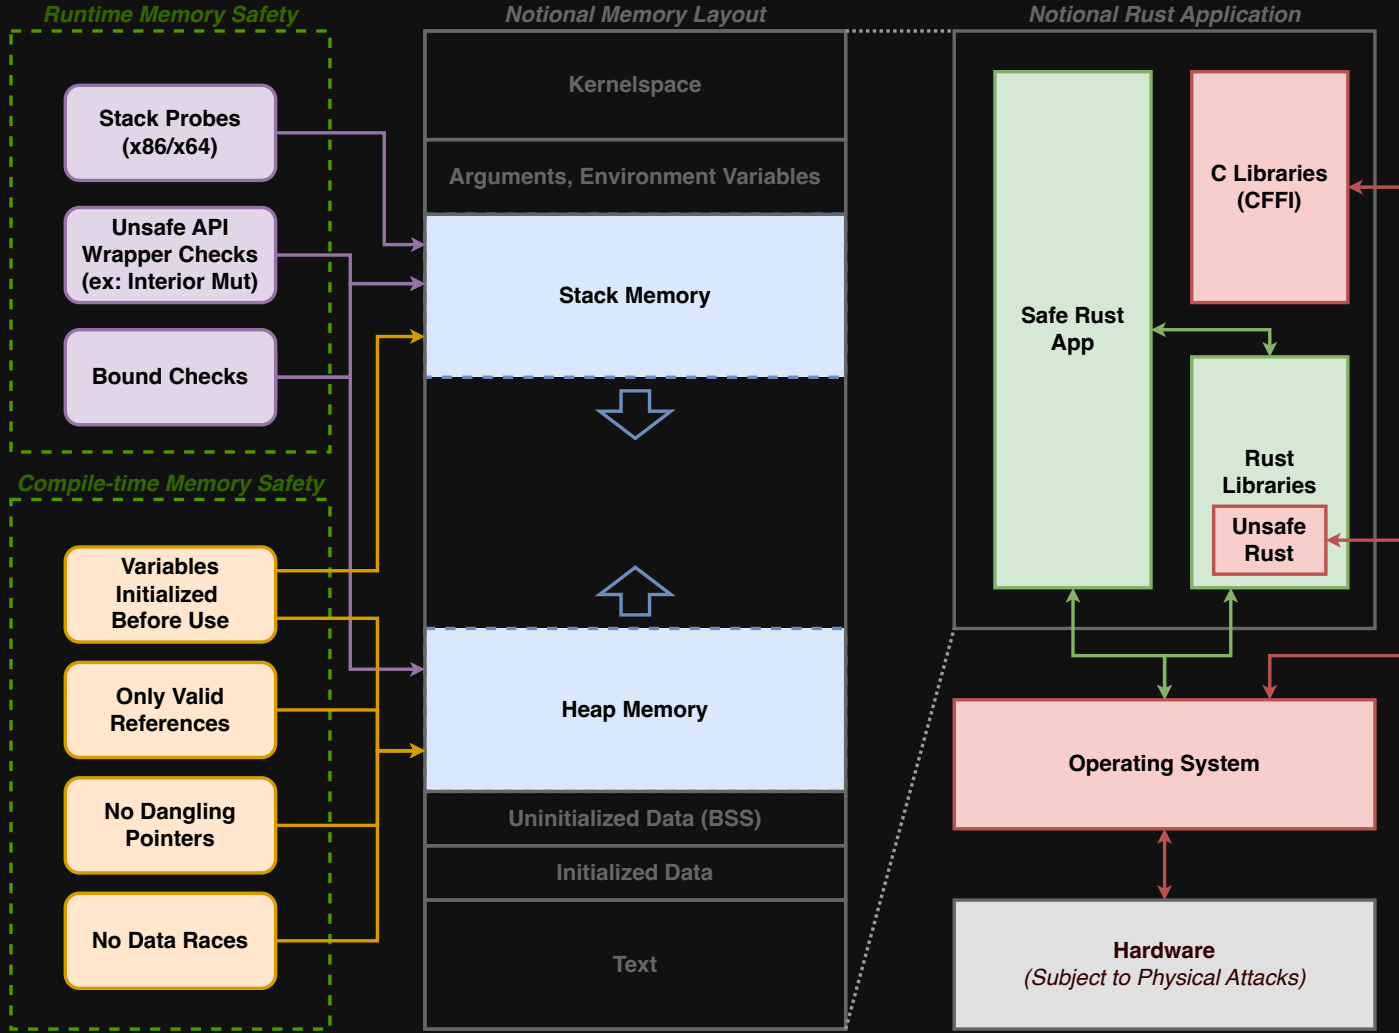 Runtime Memory Safety
Stack Probes
(x86/x64)
Unsafe API
Wrapper Checks
(ex: Interior Mut)
Bound Checks
Compile-time Memory Safety
Variables
Initialized
Before Use
Only Valid
References
No Dangling
Pointers
No Data Races
Notional Memory Layout
Kernelspace
Arguments, Environment Variables
Stack Memory
Heap Memory
Uninitialized Data (BSS)
Initialized Data
Text
Notional Rust Application
Safe Rust
App
C Libraries
(CFFI)
Rust
Libraries
Unsafe
Rust
Operating System
Hardware
(Subject to Physical Attacks)